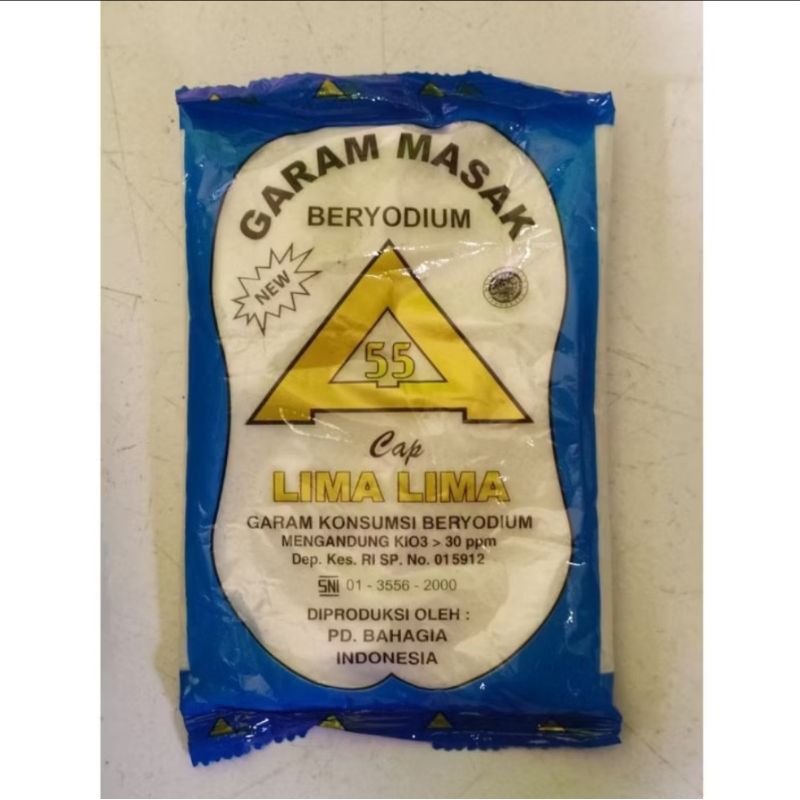 GARAM MASAK
BERYODIUM
NEW
55
Cap
LIMA LIMA
GARAM KONSUMSI BERYODIUM
MENGANDUNG KIO3 > 30 ppm
Dep. Kes. RI SP. No. 015912
SNI 01 - 3556 - 2000
DIPRODUKSI OLEH :
PD. BAHAGIA
INDONESIA